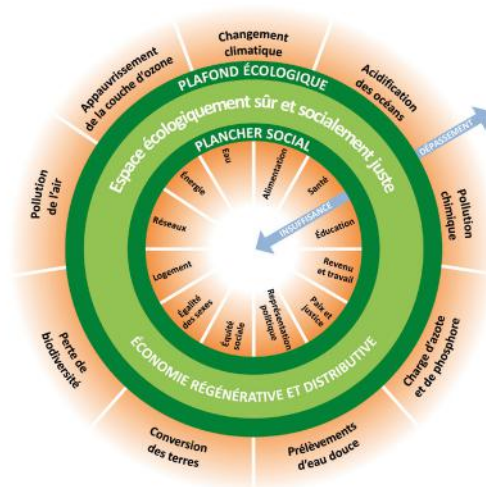 Changement
climatique
Acidification
des océans
Pollution
chimique
Charge d'azote
et de phosphore
Prélèvements
d'eau douce
Conversion
des terres
Perte de
biodiversité
Pollution
de l'air
Appauvrissement
de la couche d'ozone
PLAFOND ÉCOLOGIQUE
Espace écologiquement sûr et socialement juste
PLANCHER SOCIAL
Eau
Alimentation
Santé
Éducation
Revenu
et travail
Paix et
justice
Représentation
politique
Équité
sociale
Égalité
des sexes
Logement
Réseaux
Énergie
INSUFFISANCE
DÉPASSEMENT
ÉCONOMIE RÉGÉNÉRATIVE ET DISTRIBUTIVE